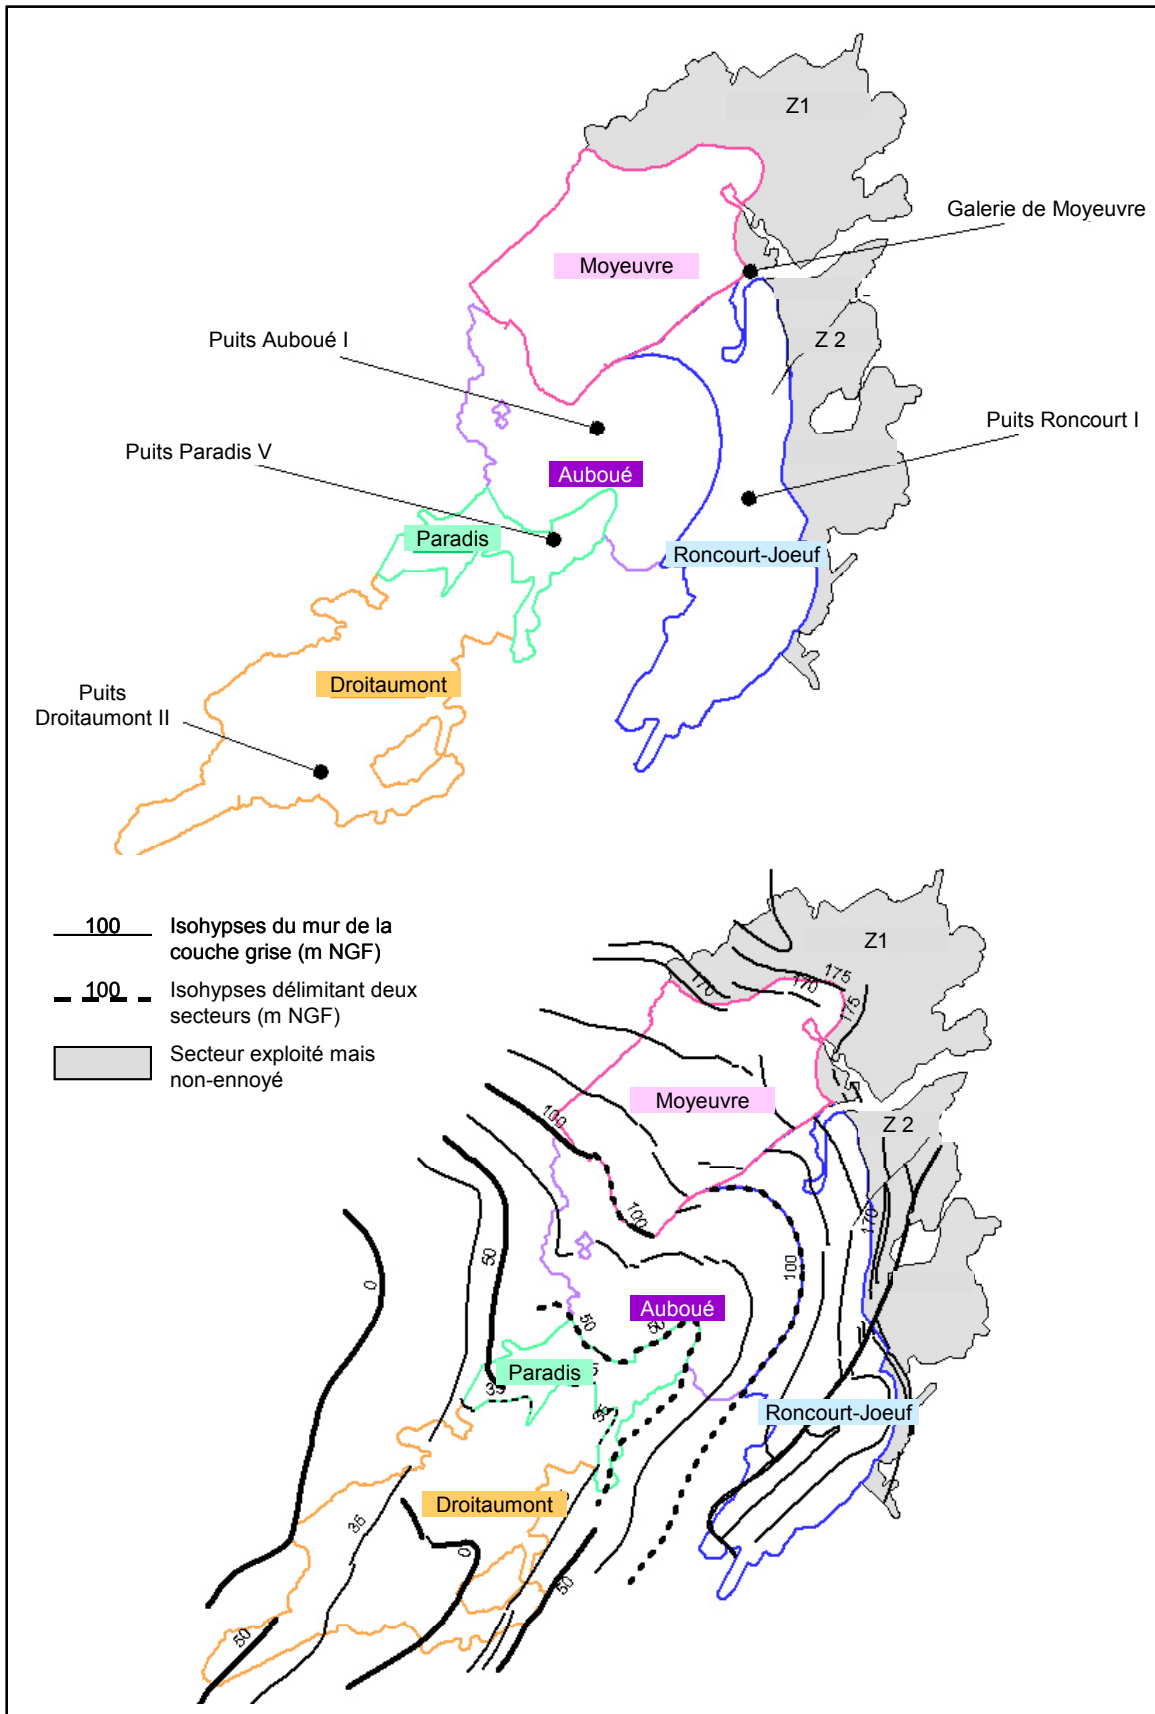 Z1
Galerie de Moyeuvre
Moyeuvre
Puits Auboué I
Z 2
Puits Roncourt I
Puits Paradis V
Auboué
Paradis
Roncourt-Joeuf
Droitaumont
Puits
Droitaumont II
100
Isohypses du mur de la
couche grise (m NGF)
100
Isohypses délimitant deux
secteurs (m NGF)
Secteur exploité mais
non-ennoyé
Z1
175
170
170
175
Moyeuvre
100
Z 2
100
170
50
100
0
Auboué
50
50
Paradis
35
35
Roncourt-Joeuf
Droitaumont
35
0
50
50